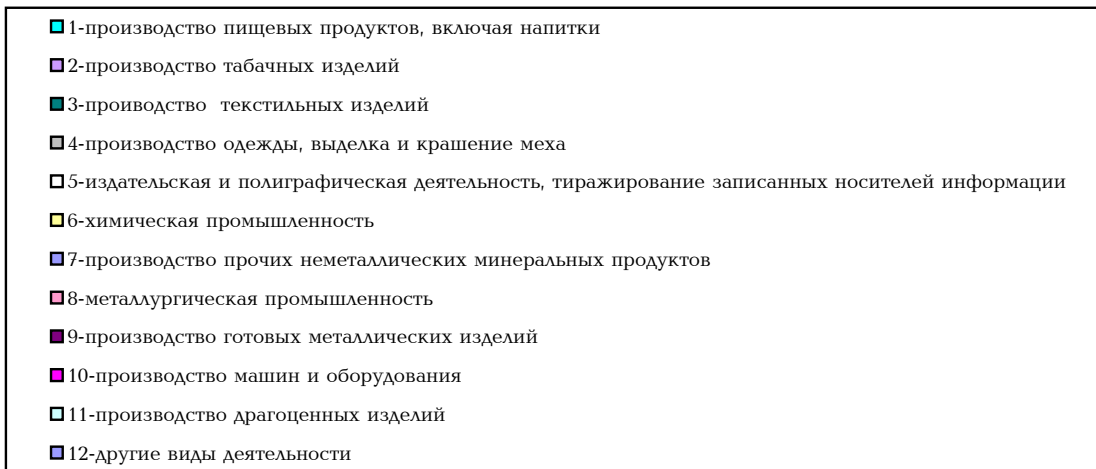 1-производство пищевых продуктов, включая напитки
2-производство табачных изделий
3-проиводство текстильных изделий
4-производство одежды, выделка и крашение меха
5-издательская и полиграфическая деятельность, тиражирование записанных носителей информации
6-химическая промышленность
7-производство прочих неметаллических минеральных продуктов
8-металлургическая промышленность
9-производство готовых металлических изделий
10-производство машин и оборудования
11-производство драгоценных изделий
12-другие виды деятельности